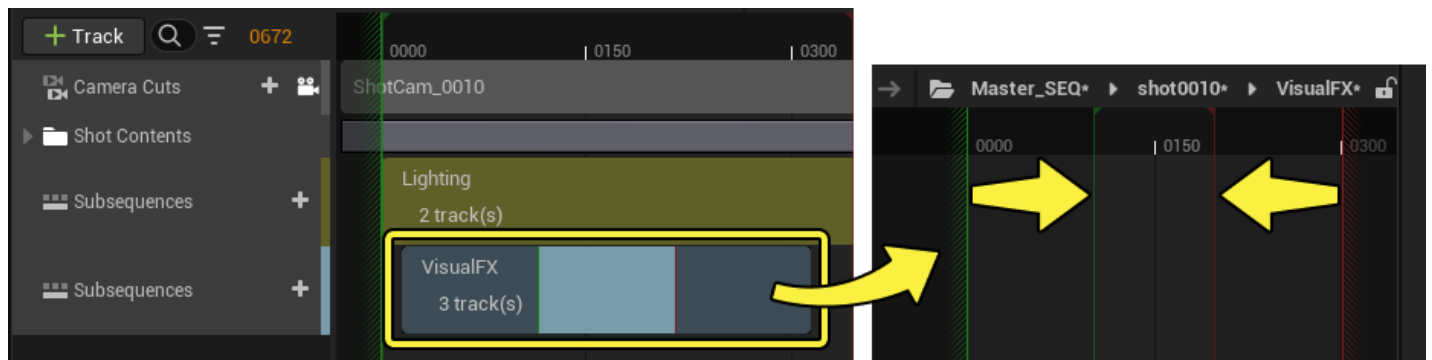 Track
0672
0000
0150
0300
Camera Cuts
ShotCam_0010
Shot Contents
Subsequences
Lighting
2 track(s)
Subsequences
VisualFX
3 track(s)
Master_SEQ* shot0010* VisualFX*
0000
0150
0300